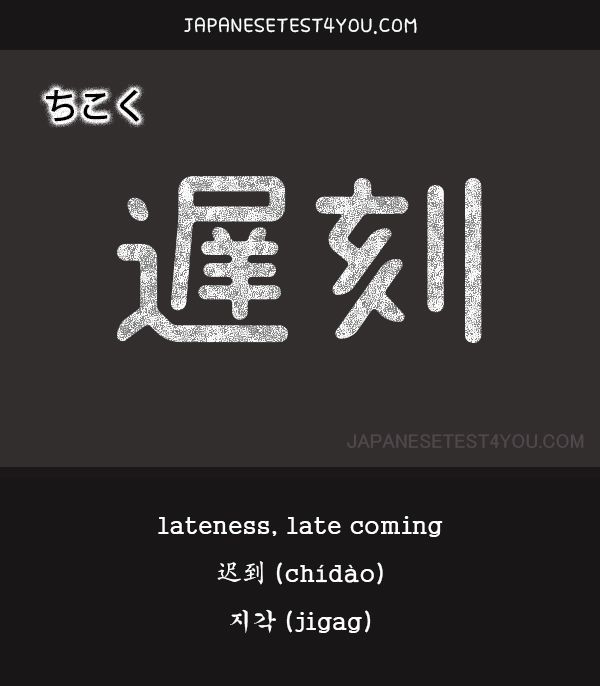 JAPANESETEST4YOU.COM
ちこく
遅刻
JAPANESETEST4YOU.COM
lateness, late coming
迟到 (chídào)
지각 (jigag)